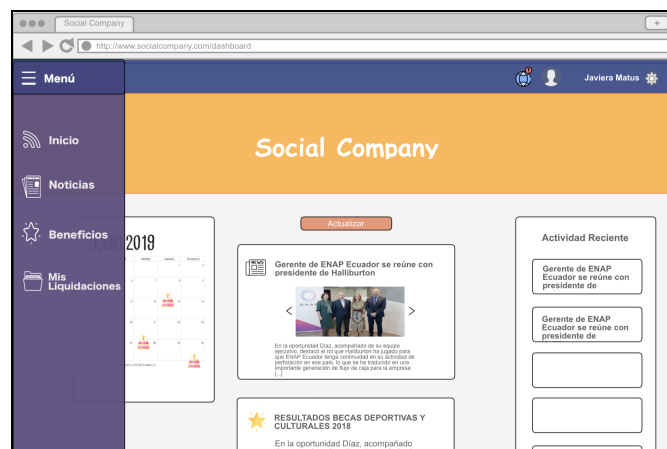 Social Company
+
http://www.socialcompany.com/dashboard
Menú
Javiera Matus
Inicio
Noticias
Beneficios
Mis
Liquidaciones
Social Company
2019
Actualizar
NEWS
Gerente de ENAP Ecuador se reúne con
presidente de Halliburton
En la oportunidad Díaz, acompañado de su equipo
ejecutivo, destacó el rol que Halliburton ha jugado para
que ENAP Ecuador tenga continuidad en su actividad de
perforación en ese país, lo que se ha traducido en una
importante generación de flujo de caja para la empresa
[...]
RESULTADOS BECAS DEPORTIVAS Y
CULTURALES 2018
En la oportunidad Díaz, acompañado
Actividad Reciente
Gerente de ENAP
Ecuador se reúne con
presidente de
Gerente de ENAP
Ecuador se reúne con
presidente de